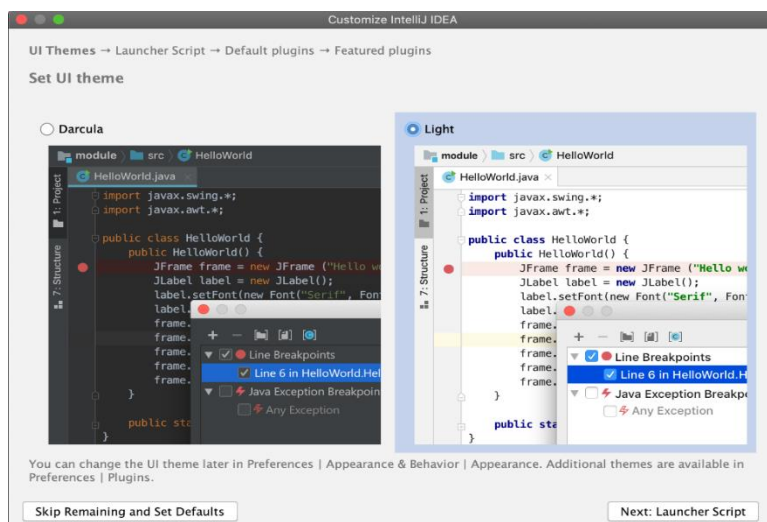 Customize IntelliJ IDEA
UI Themes → Launcher Script → Default plugins → Featured plugins
Set UI theme
Darcula
module src HelloWorld
HelloWorld.java
1: Project
7: Structure
import javax.swing.*;
import javax.awt.*;
public class HelloWorld {
public HelloWorld() {
JFrame frame = new JFrame ("Hello
JLabel label = new JLabel();
label.setFont(new Font("Serif", Fon
label.
frame.
frame.
frame.
frame.
}
public sta
}
Line Breakpoints
Line 6 in HelloWorld.Hel
Java Exception Breakpoin
Any Exception
Light
module src HelloWorld
HelloWorld.java
1: Project
7: Structure
import javax.swing.*;
import javax.awt.*;
public class HelloWorld {
public HelloWorld() {
JFrame frame = new JFrame ("Hello
JLabel label = new JLabel();
label.setFont(new Font("Serif", Fon
label.
frame.
frame.
frame.
frame.
}
public sta
}
Line Breakpoints
Line 6 in HelloWorld.H
Java Exception Breakpo
Any Exception
You can change the UI theme later in Preferences | Appearance & Behavior | Appearance. Additional themes are available in
Preferences | Plugins.
Skip Remaining and Set Defaults
Next: Launcher Script